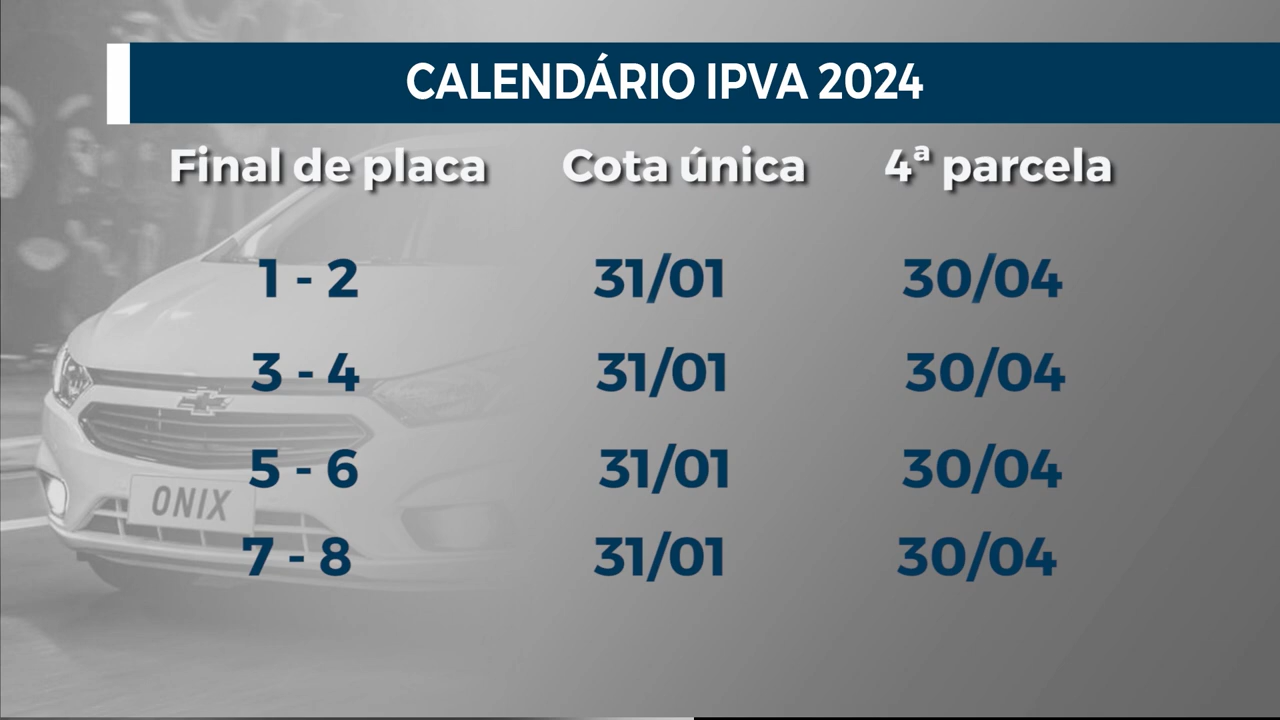 CALENDÁRIO IPVA 2024
Final de placa Cota única 4ª parcela
1 - 2 31/01 30/04
3 - 4 31/01 30/04
5 - 6 31/01 30/04
ONIX
7 - 8 31/01 30/04